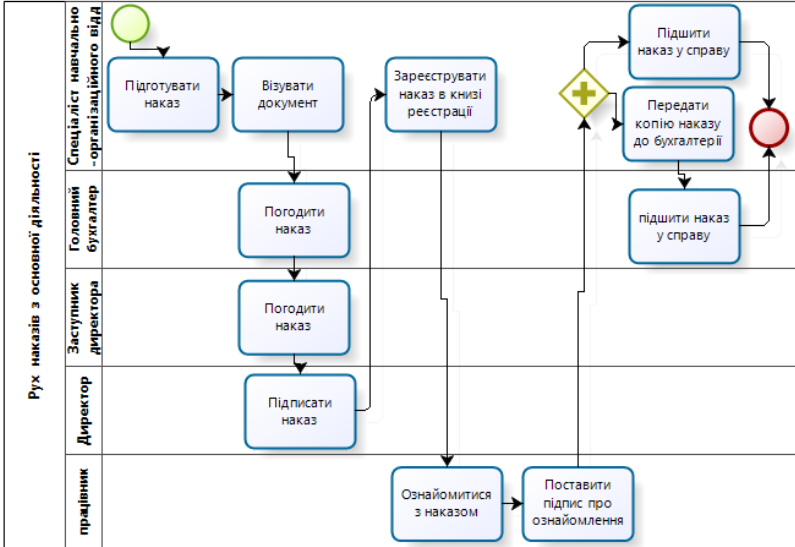 Рух наказів з основної діяльності
Спеціаліст навчально
-організаційного відд
Підготувати
наказ
Візувати
документ
Зареєструвати
наказ в книзі
реєстрації
Підшити
наказ у справу
Передати
копію наказу
до бухгалтерії
Головний
бухгалтер
Погодити
наказ
підшити наказ
у справу
Заступник
директора
Погодити
наказ
Директор
Підписати
наказ
працівник
Ознайомитися
з наказом
Поставити
підпис про
ознайомлення